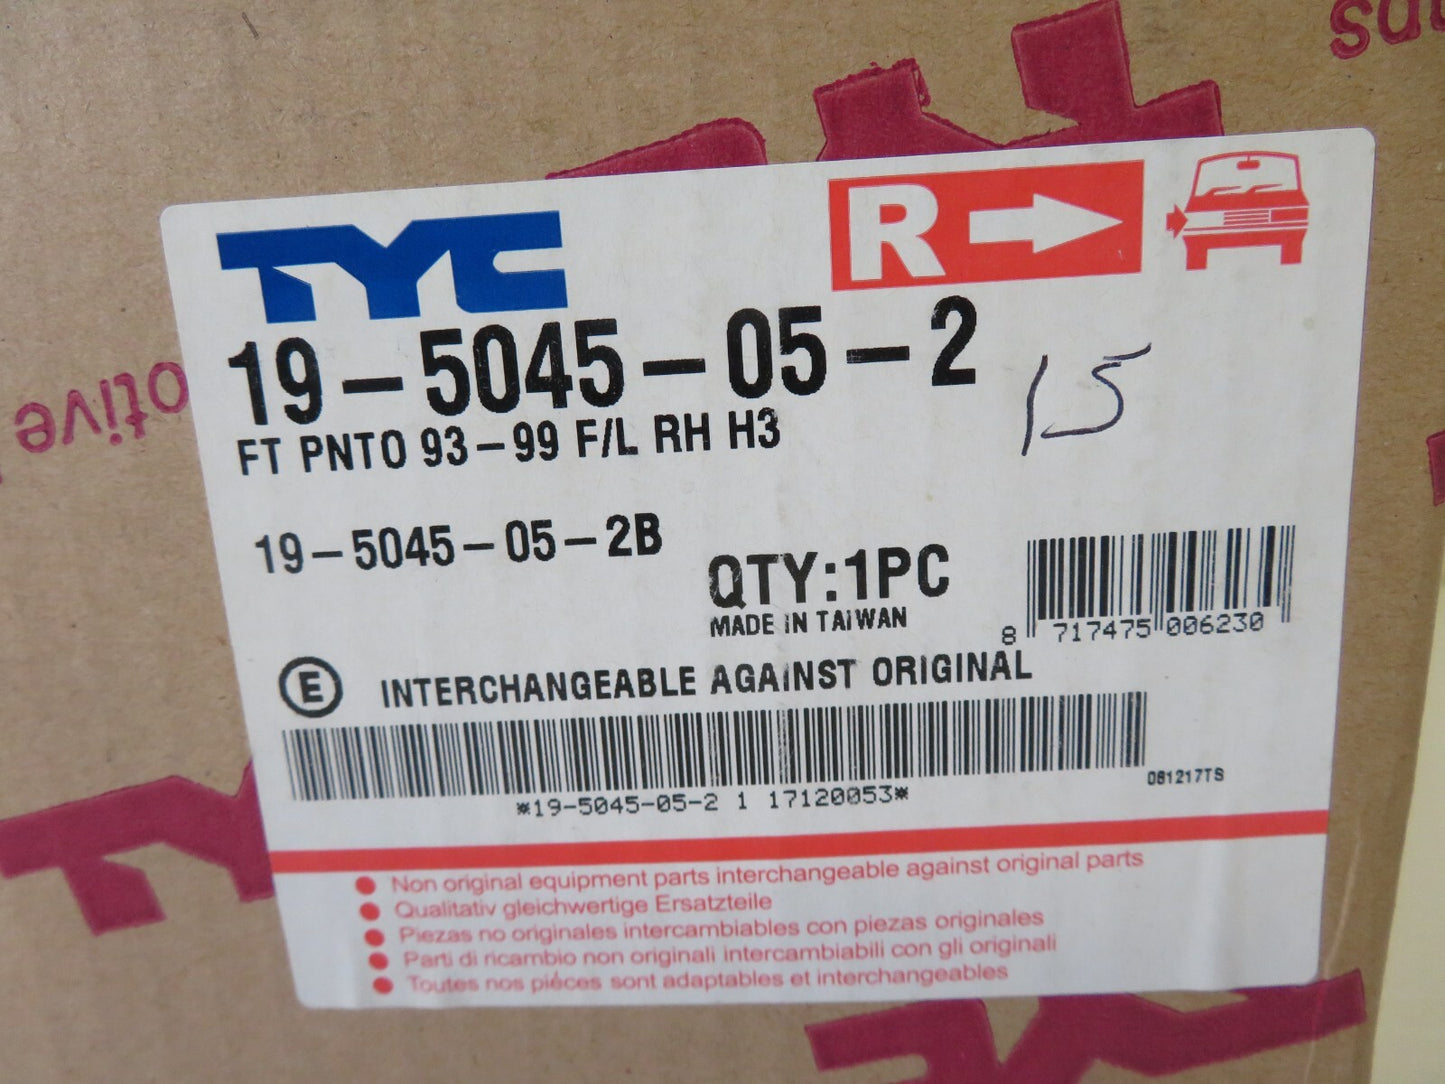 TYC
R
19-5045-05-2
15
FT PNTO 93-99 F/L RH H3
19-5045-05-2B
QTY:1PC
MADE IN TAIWAN
8 717475 006230
E INTERCHANGEABLE AGAINST ORIGINAL
081217TS
*19-5045-05-2 1 17120053*
Non original equipment parts interchangeable against original parts
Qualitativ gleichwertige Ersatzteile
Piezas no originales intercambiables con piezas originales
Parti di ricambio non originali intercambiabili con gli originali
Toutes nos piéces sont adaptables et interchangeables
otive